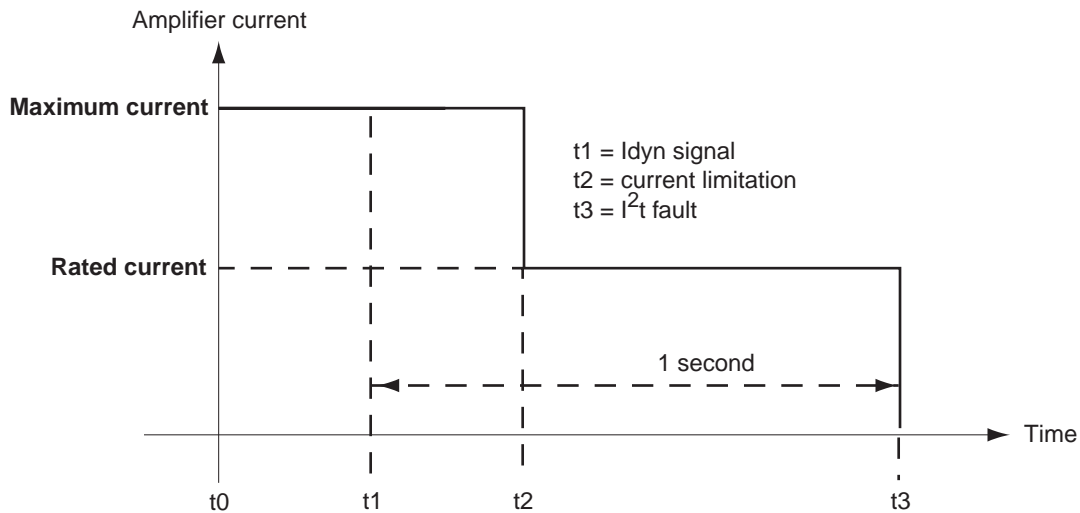 Amplifier current
Maximum current
t1 = Idyn signal
t2 = current limitation
t3 = I²t fault
Rated current
1 second
Time
t0 t1 t2 t3